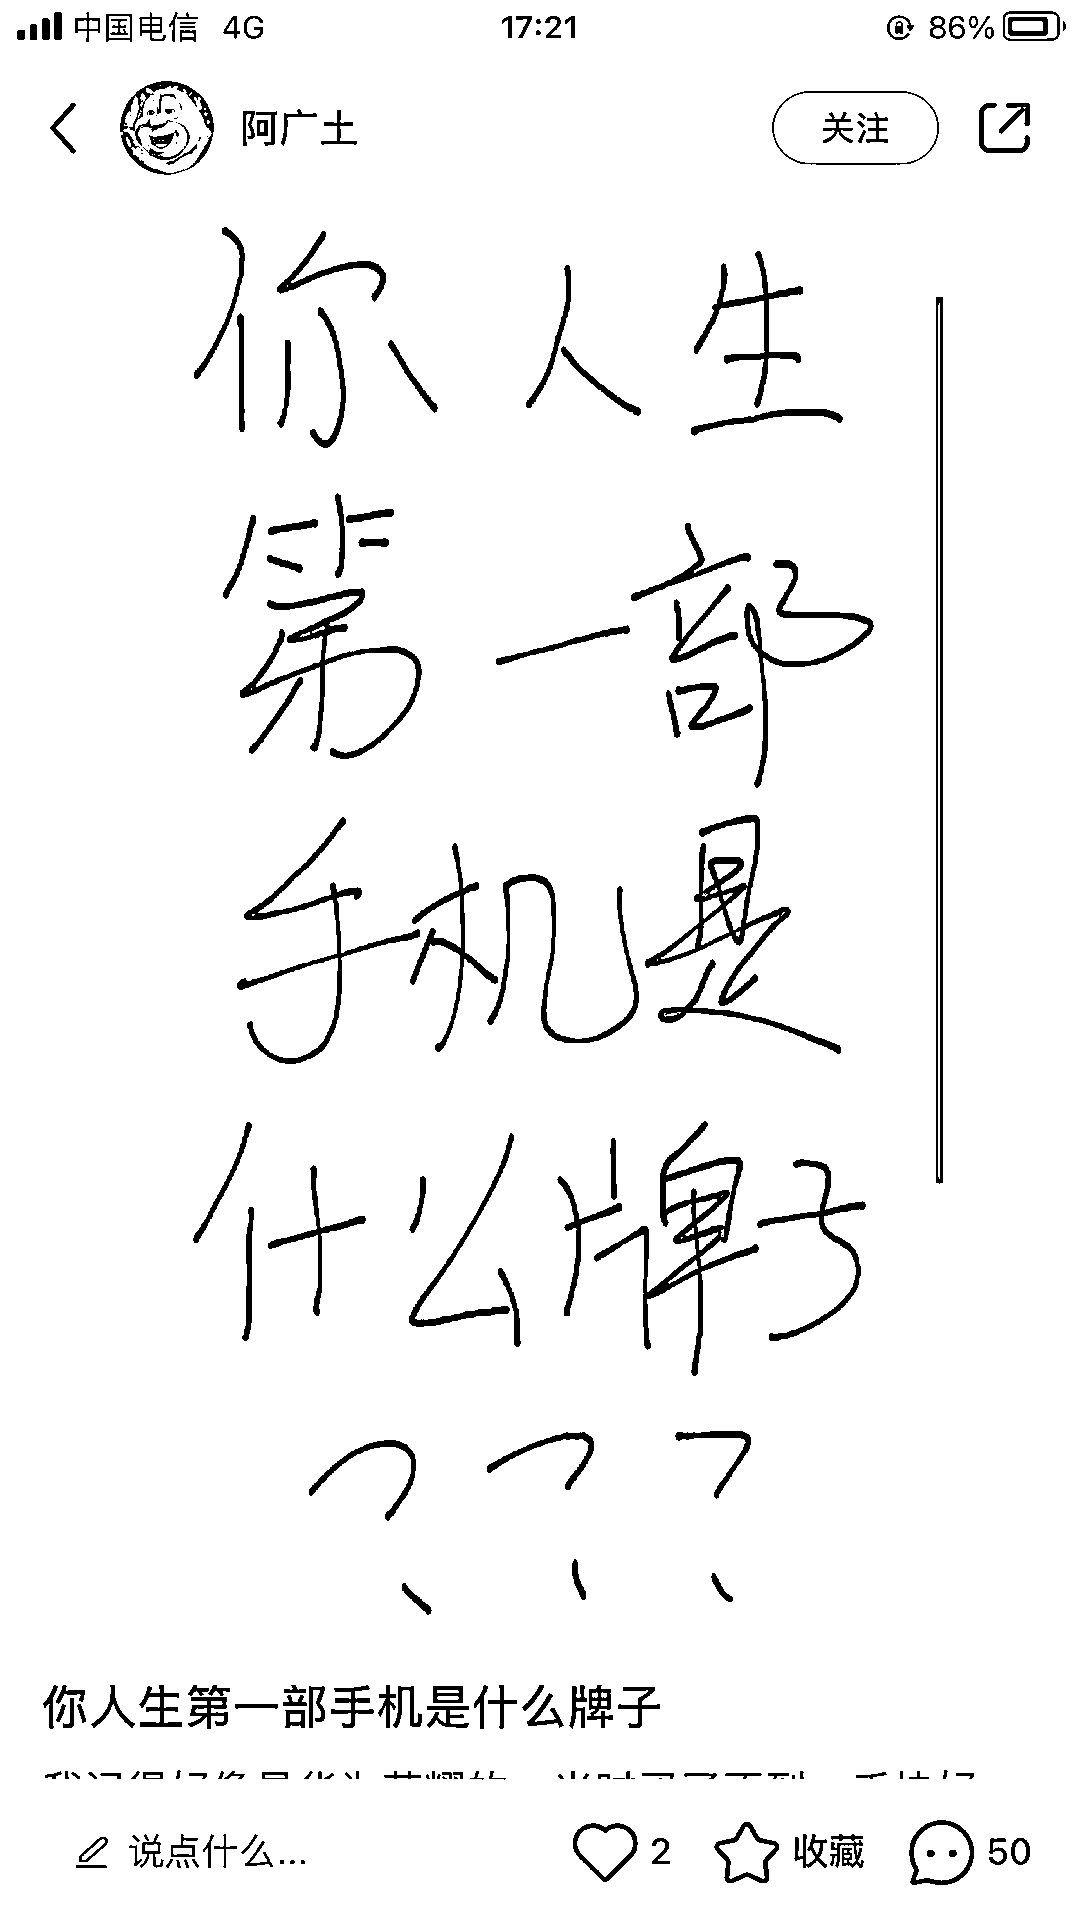 中国电信 4G 17:21 86%
阿广土 关注
你人生
第一部
手机是
什么牌子
???
你人生第一部手机是什么牌子
说点什么... 2 收藏 50